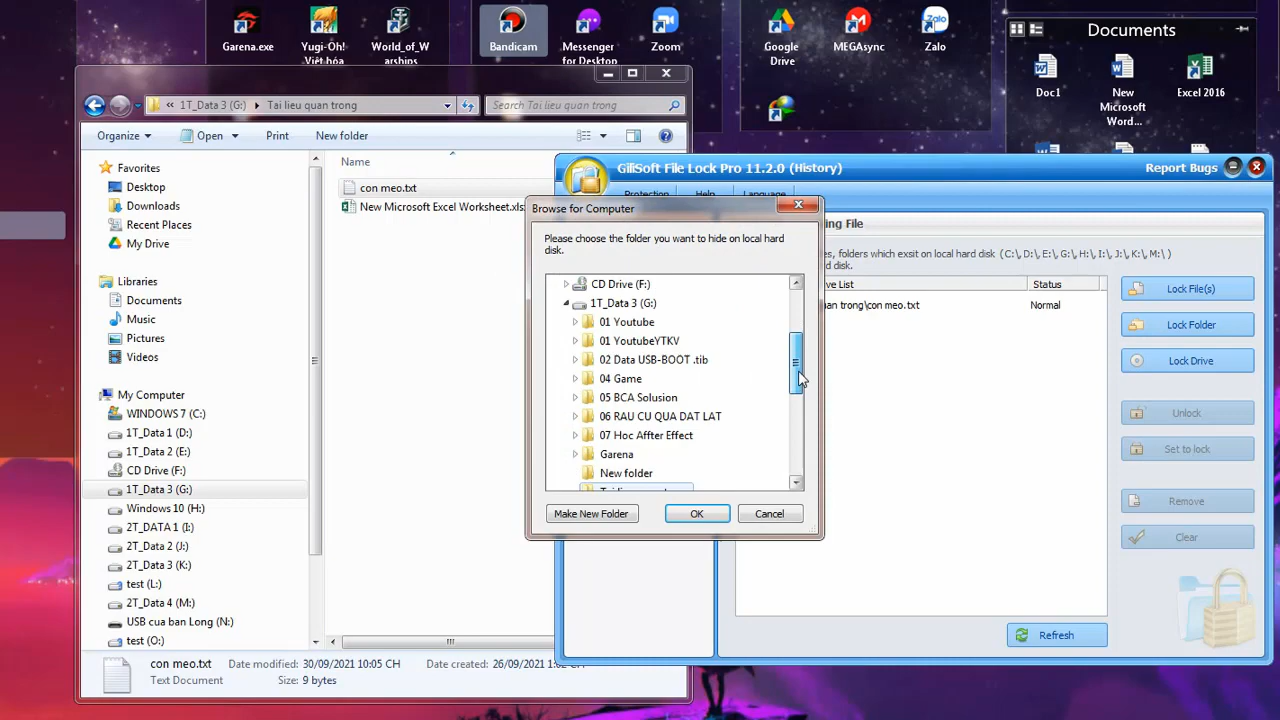 Garena.exe
Yugi-Oh!
Việt hóa
World_of_W
arships
Bandicam
Messenger
for Desktop
Zoom
Google
Drive
MEGAsync
Zalo
Documents
Doc1
New
Microsoft
Word...
Excel 2016
« 1T_Data 3 (G:) Tai lieu quan trong
Search Tai lieu quan trong
Organize Open Print New folder
Favorites
Desktop
Downloads
Recent Places
My Drive
Libraries
Documents
Music
Pictures
Videos
My Computer
WINDOWS 7 (C:)
1T_Data 1 (D:)
1T_Data 2 (E:)
CD Drive (F:)
1T_Data 3 (G:)
Windows 10 (H:)
2T_DATA 1 (I:)
2T_Data 2 (J:)
2T_Data 3 (K:)
test (L:)
2T_Data 4 (M:)
USB cua ban Long (N:)
test (O:)
Name
con meo.txt
New Microsoft Excel Worksheet.xls
con meo.txt Date modified: 30/09/2021 10:05 CH Date created: 26/09/2021
Text Document Size: 9 bytes
GiliSoft File Lock Pro 11.2.0 (History)
Report Bugs
Protection Help Language
ing File
es, folders which exsit on local hard disk (C:\ D:\ E:\ G:\ H:\ I:\ J:\ K:\ M:\ )
d disk.
ve List Status
uan trong\con meo.txt Normal
Lock File(s)
Lock Folder
Lock Drive
Unlock
Set to lock
Remove
Clear
Refresh
Browse for Computer
Please choose the folder you want to hide on local hard
disk.
CD Drive (F:)
1T_Data 3 (G:)
01 Youtube
01 YoutubeYTKV
02 Data USB-BOOT .tib
04 Game
05 BCA Solusion
06 RAU CU QUA DAT LAT
07 Hoc Affter Effect
Garena
New folder
Make New Folder OK Cancel